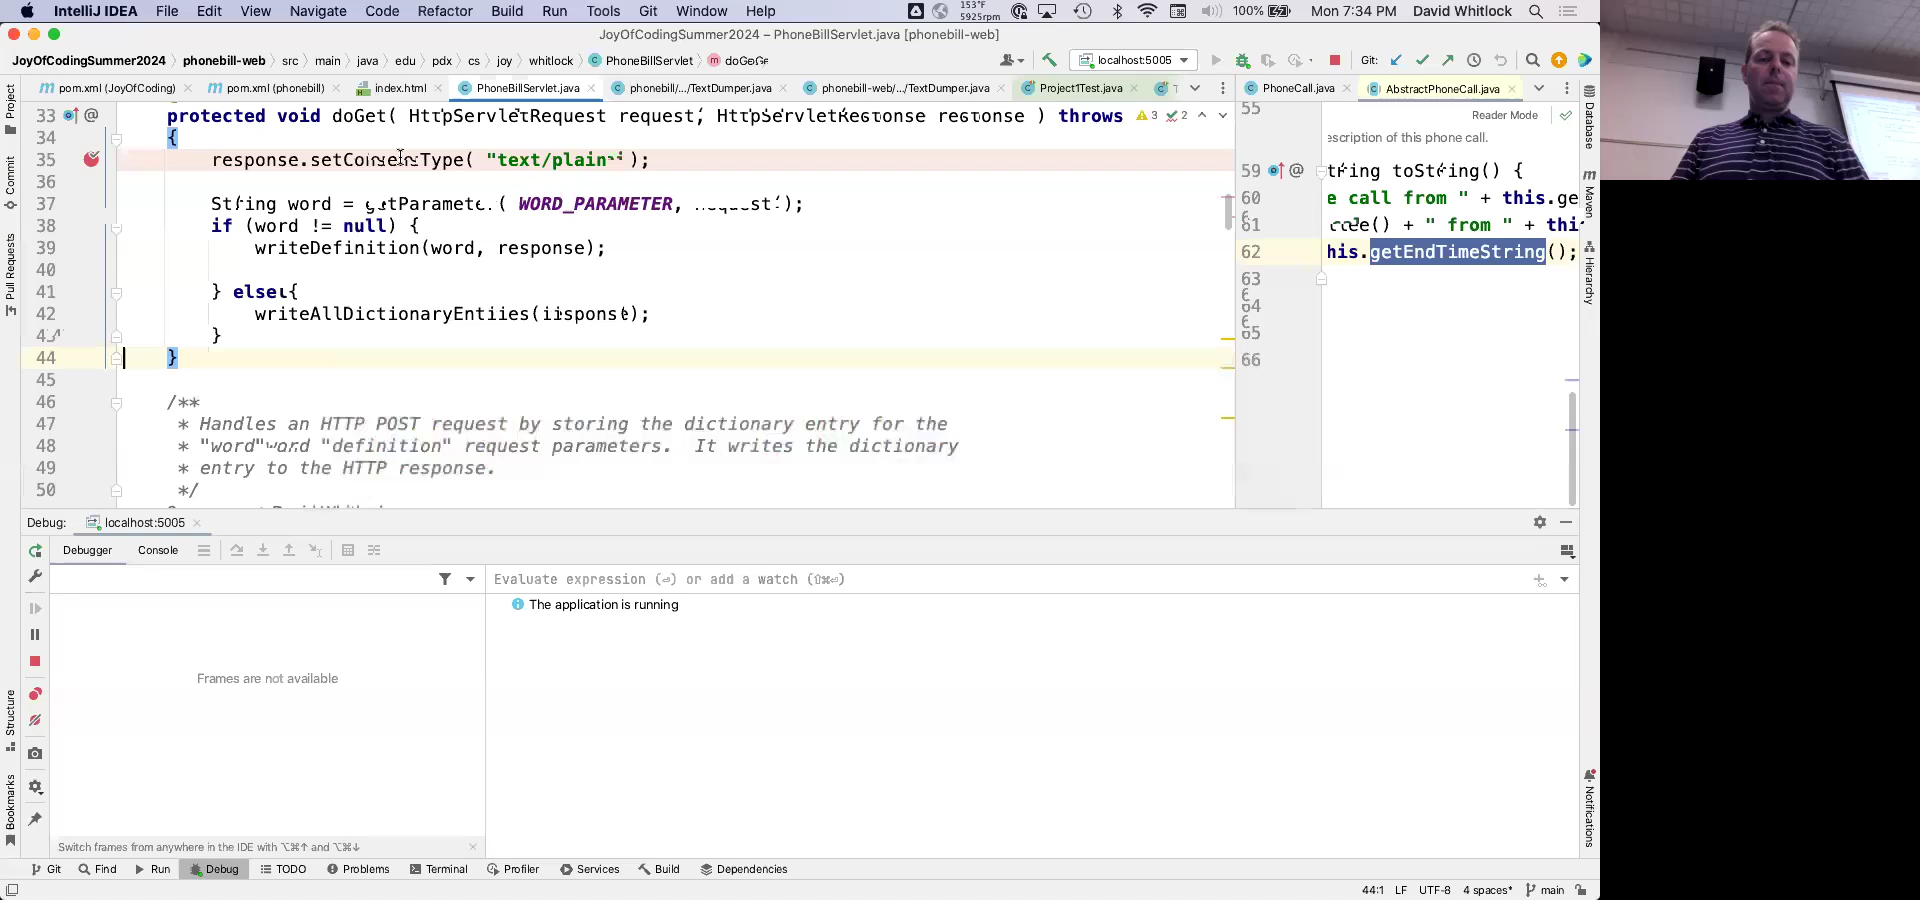 IntelliJ IDEA File Edit View Navigate Code Refactor Build Run Tools Git Window Help 153°F 5925rpm 100% Mon 7:34 PM David Whitlock
JoyOfCodingSummer2024 – PhoneBillServlet.java [phonebill-web]
JoyOfCodingSummer2024 phonebill-web src main java edu pdx cs joy whitlock PhoneBillServlet localhost:5005 Git:
pom.xml (JoyOfCoding) pom.xml (phonebill) index.html PhoneBillServlet.java phonebill/.../TextDumper.java phonebill-web/.../TextDumper.java Project1Test.java PhoneCall.java AbstractPhoneCall.java
33 protected void doGet( HttpServletRequest request, HttpServletResponse response ) throws 3 2
34 {
35 response.setContentType( "text/plain" );
36
37 String word = getParameter( WORD_PARAMETER, request );
38 if (word != null) {
39 writeDefinition(word, response);
40
41 } else {
42 writeAllDictionaryEntries(response);
43 }
44 }
45
46 /**
47 * Handles an HTTP POST request by storing the dictionary entry for the
48 * "word" "definition" request parameters. It writes the dictionary
49 * entry to the HTTP response.
50 */
55
Reader Mode
escription of this phone call.
59 tring toString() {
60 e call from " + this.ge
61 () + " from " + thi
62 his.getEndTimeString();
63
64
65
66
Project
Commit
Pull Requests
Structure
Bookmarks
Database
Maven
Hierarchy
Notifications
Debug: localhost:5005
Debugger Console
Evaluate expression (⏎) or add a watch (⇧⌘⏎)
The application is running
Frames are not available
Switch frames from anywhere in the IDE with ⌥⌘↑ and ⌥⌘↓
Git Find Run Debug TODO Problems Terminal Profiler Services Build Dependencies
44:1 LF UTF-8 4 spaces* main